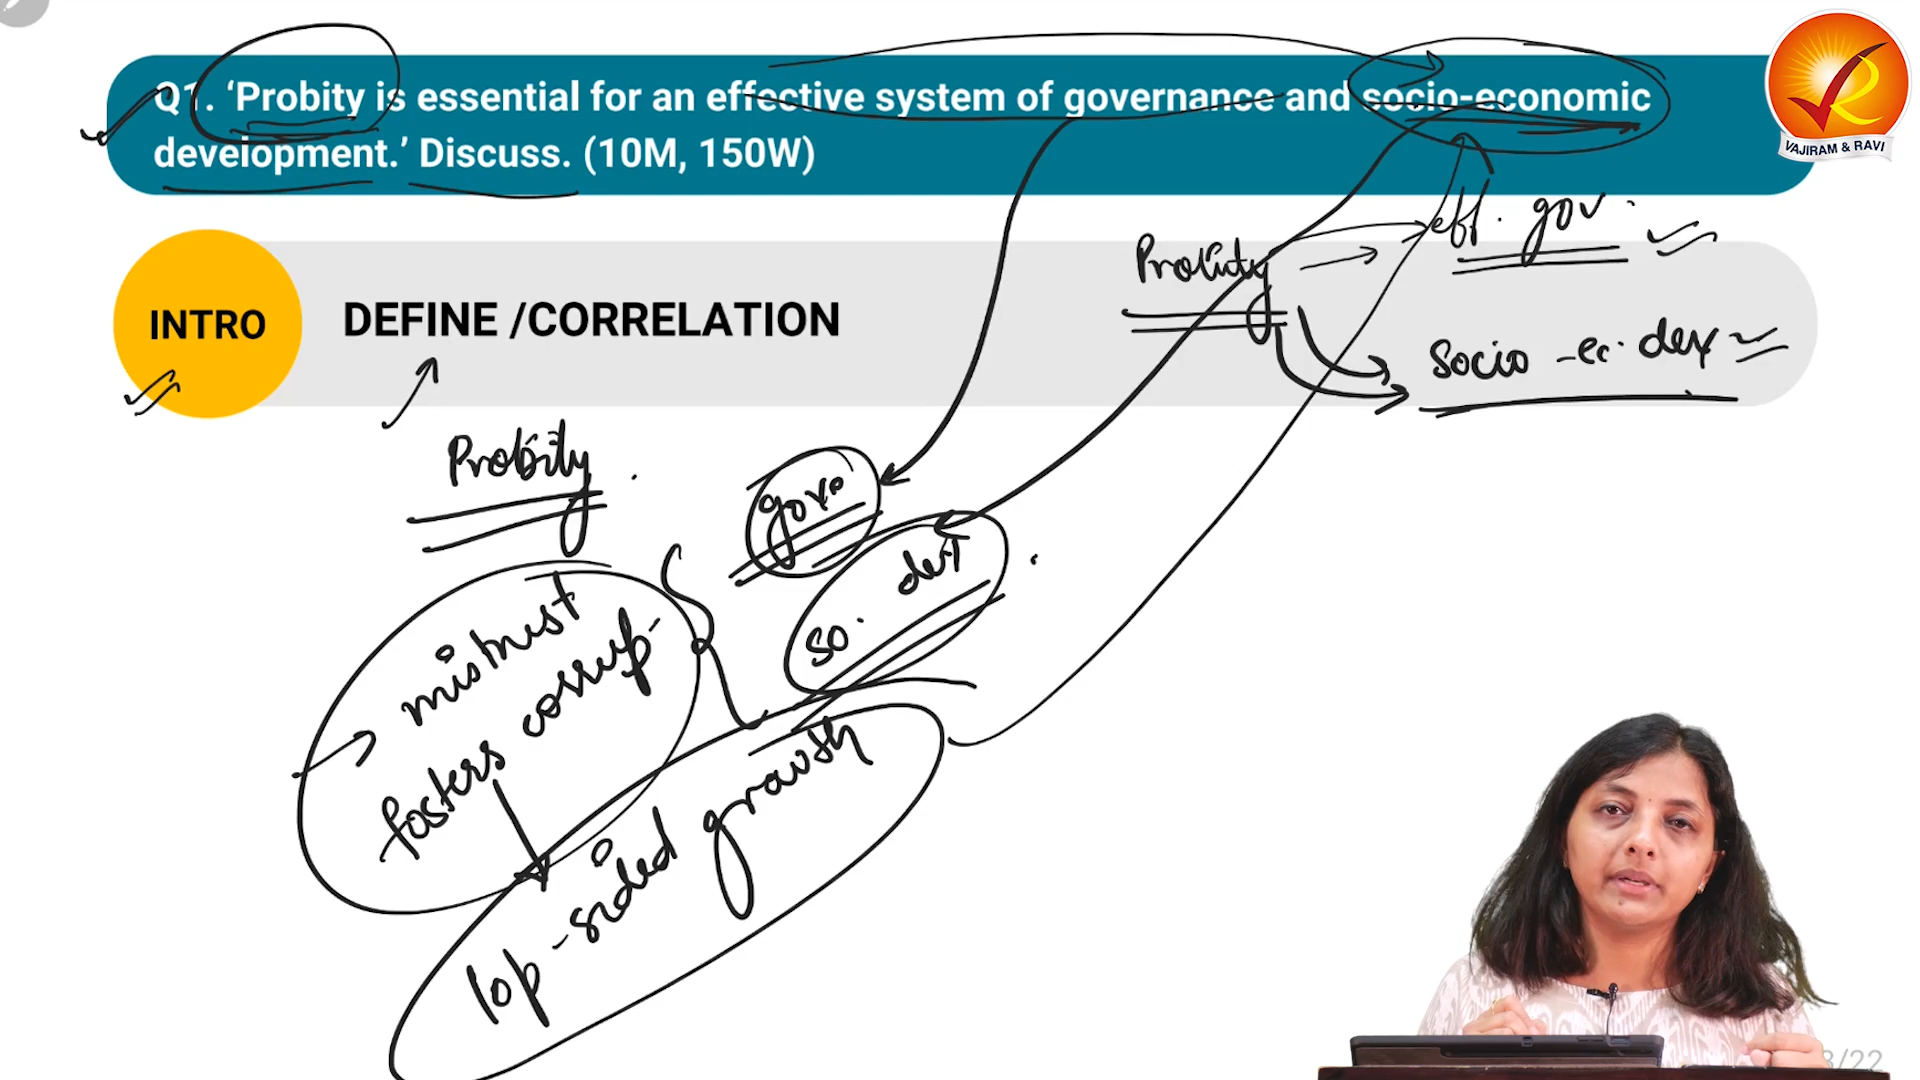 Q1. ‘Probity is essential for an effective system of governance and socio-economic
development.’ Discuss. (10M, 150W)
VAJIRAM & RAVI
INTRO
DEFINE /CORRELATION
Probity
eff. gov.
socio-ec. dev
Probity
gov
so. dev
mistrust
fosters corrup-
lop-sided growth
/22